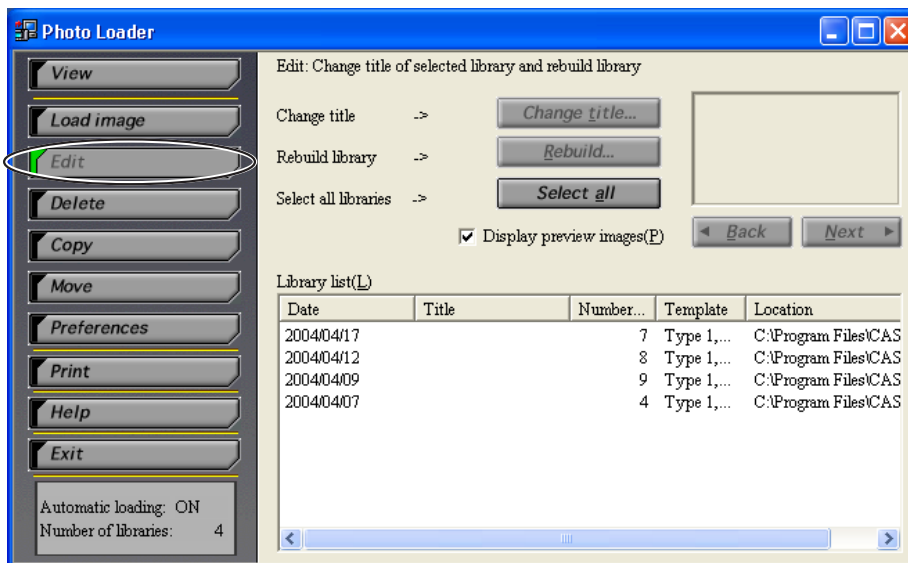 Photo Loader
View
Load image
Edit
Delete
Copy
Move
Preferences
Print
Help
Exit
Automatic loading: ON
Number of libraries: 4
Edit: Change title of selected library and rebuild library
Change title -> Change title...
Rebuild library -> Rebuild...
Select all libraries -> Select all
Display preview images(P)
Back Next
Library list(L)
Date Title Number... Template Location
2004/04/17 7 Type 1,... C:\Program Files\CAS
2004/04/12 8 Type 1,... C:\Program Files\CAS
2004/04/09 9 Type 1,... C:\Program Files\CAS
2004/04/07 4 Type 1,... C:\Program Files\CAS